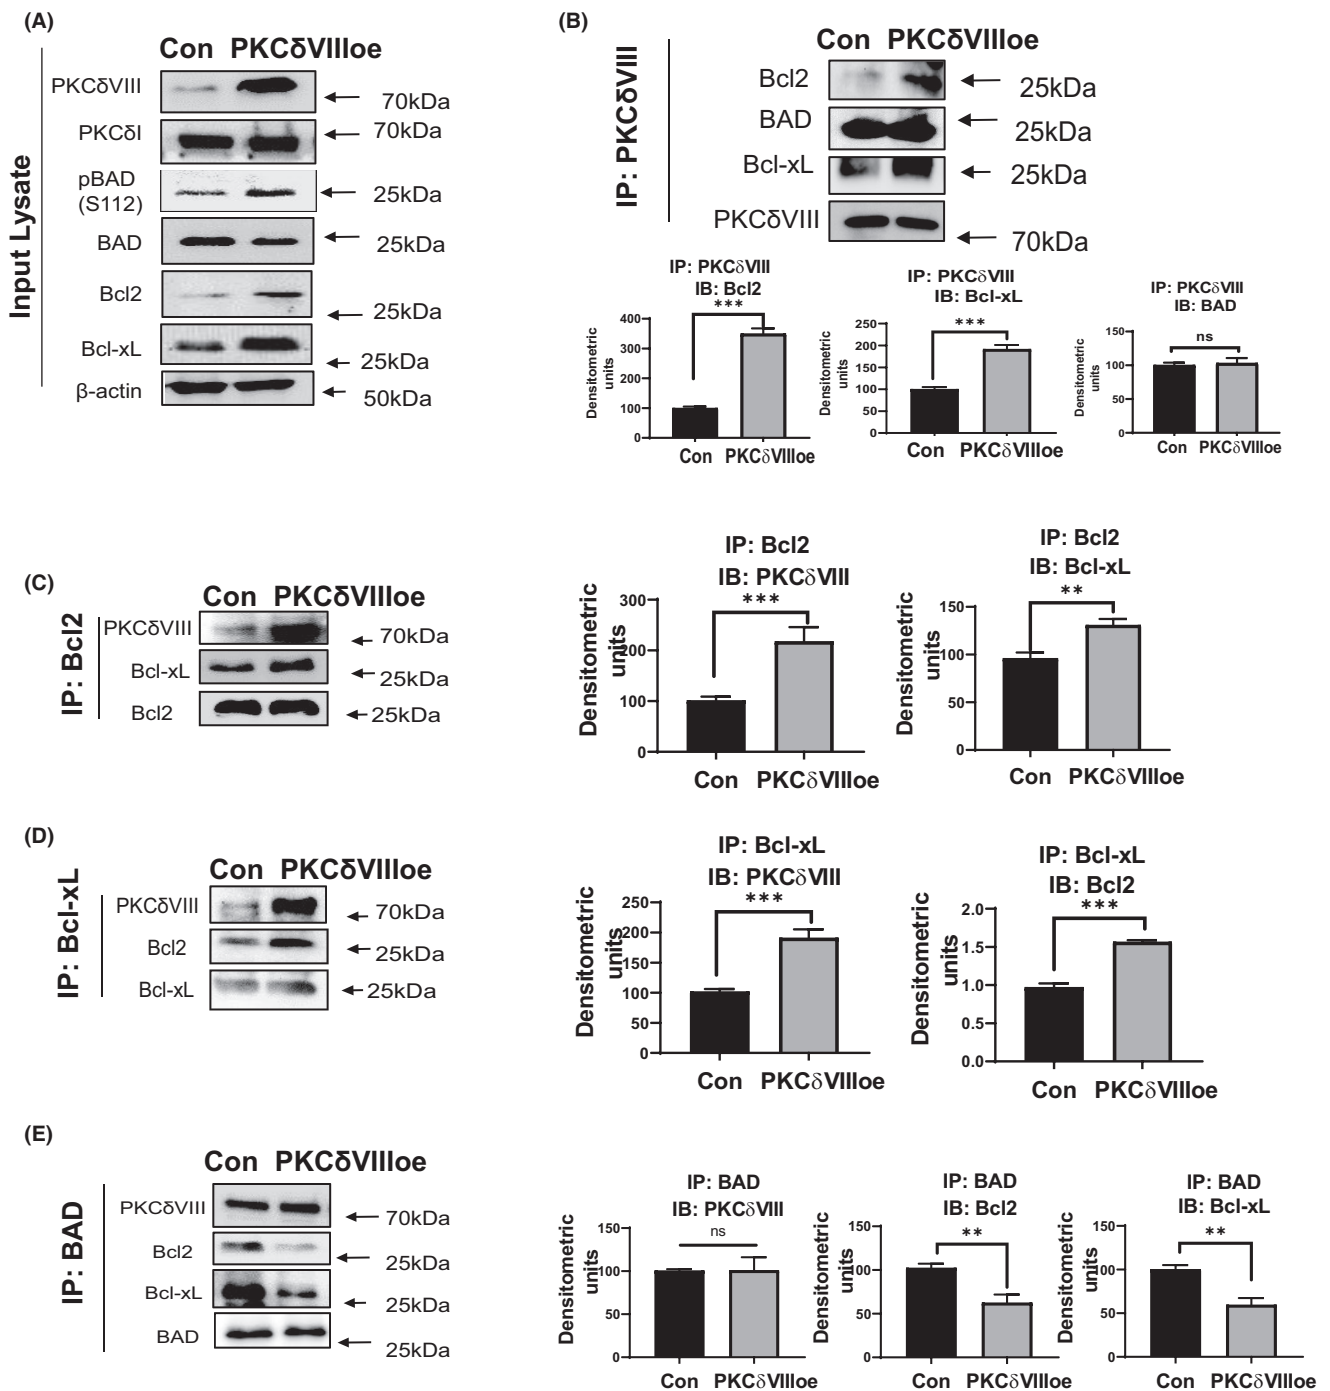 (A)
Con PKCδVIIIoe
Input Lysate
PKCδVIII
70kDa
PKCδI
70kDa
pBAD
(S112)
25kDa
BAD
25kDa
Bcl2
25kDa
Bcl-xL
25kDa
β-actin
50kDa
(B)
Con PKCδVIIIoe
IP: PKCδVIII
Bcl2
25kDa
BAD
25kDa
Bcl-xL
25kDa
PKCδVIII
70kDa
IP: PKCδVIII
IB: Bcl2
***
Densitometric
units
400
300
200
100
0
Con PKCδVIIIoe
IP: PKCδVIII
IB: Bcl-xL
***
Densitometric
units
250
200
150
100
50
0
Con PKCδVIIIoe
IP: PKCδVIII
IB: BAD
ns
Densitometric
units
150
100
50
0
Con PKCδVIIIoe
(C)
Con PKCδVIIIoe
IP: Bcl2
PKCδVIII
70kDa
Bcl-xL
25kDa
Bcl2
25kDa
IP: Bcl2
IB: PKCδVIII
***
Densitometric
units
300
200
100
0
Con PKCδVIIIoe
IP: Bcl2
IB: Bcl-xL
**
Densitometric
units
150
100
50
0
Con PKCδVIIIoe
(D)
Con PKCδVIIIoe
IP: Bcl-xL
PKCδVIII
70kDa
Bcl2
25kDa
Bcl-xL
25kDa
IP: Bcl-xL
IB: PKCδVIII
***
Densitometric
units
250
200
150
100
50
0
Con PKCδVIIIoe
IP: Bcl-xL
IB: Bcl2
***
Densitometric
units
2.0
1.5
1.0
0.5
0.0
Con PKCδVIIIoe
(E)
Con PKCδVIIIoe
IP: BAD
PKCδVIII
70kDa
Bcl2
25kDa
Bcl-xL
25kDa
BAD
25kDa
IP: BAD
IB: PKCδVIII
ns
Densitometric
units
150
100
50
0
Con PKCδVIIIoe
IP: BAD
IB: Bcl2
**
Densitometric
units
150
100
50
0
Con PKCδVIIIoe
IP: BAD
IB: Bcl-xL
**
Densitometric
units
150
100
50
0
Con PKCδVIIIoe